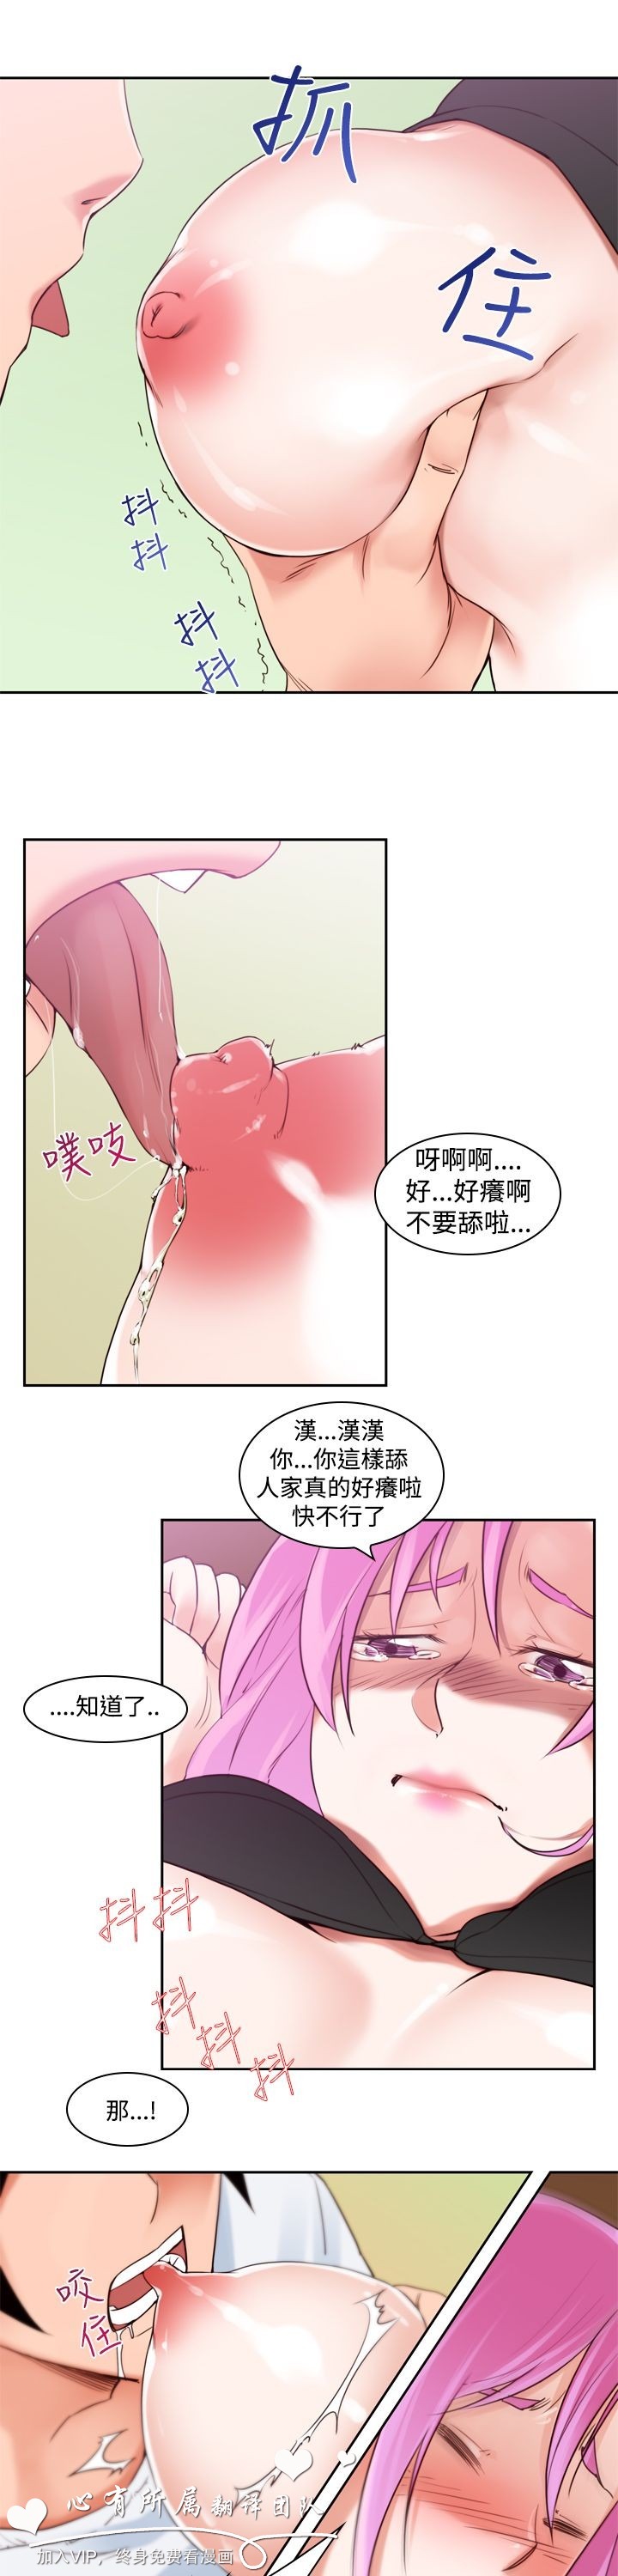 抓
住
抖
抖
抖
抖
噗吱
呀啊啊....
好...好癢啊
不要舔啦...
漢...漢漢
你...你這樣舔
人家真的好癢啦
快不行了
....知道了..
抖抖
抖
抖
抖
那...!
咬
住
心有所属翻译团队
加入VIP，终身免费看漫画